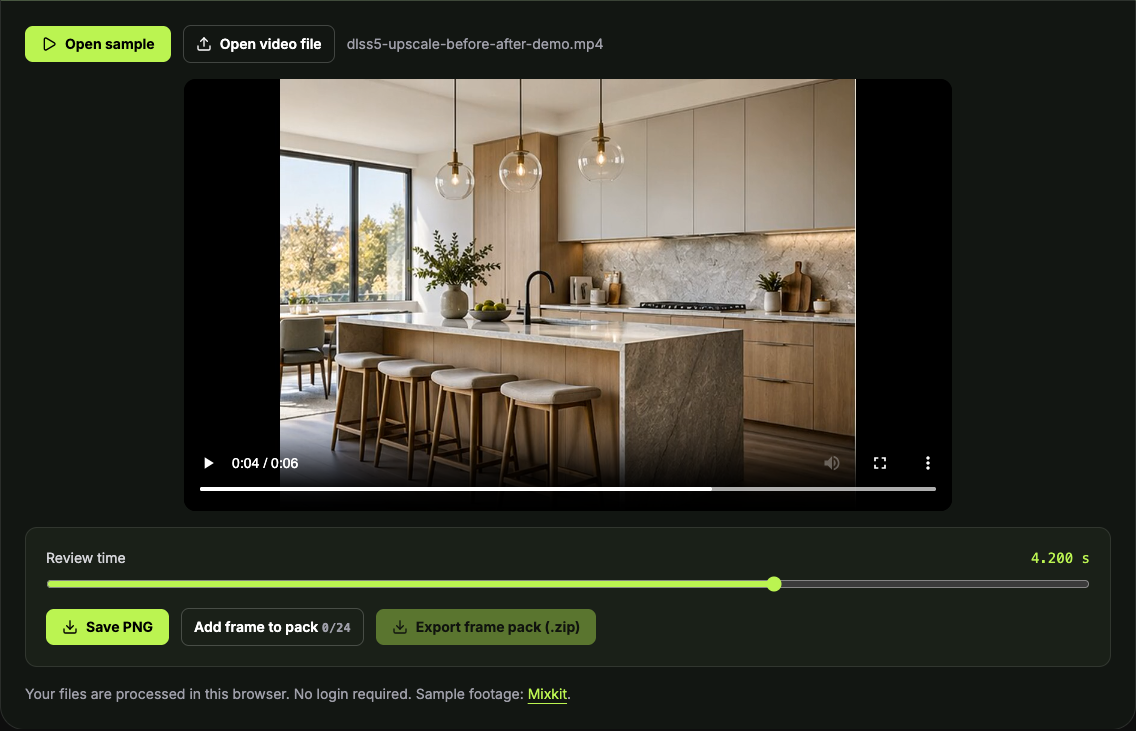 Open sample
Open video file
dlss5-upscale-before-after-demo.mp4
0:04 / 0:06
Review time
4.200 s
Save PNG
Add frame to pack 0/24
Export frame pack (.zip)
Your files are processed in this browser. No login required. Sample footage: Mixkit.